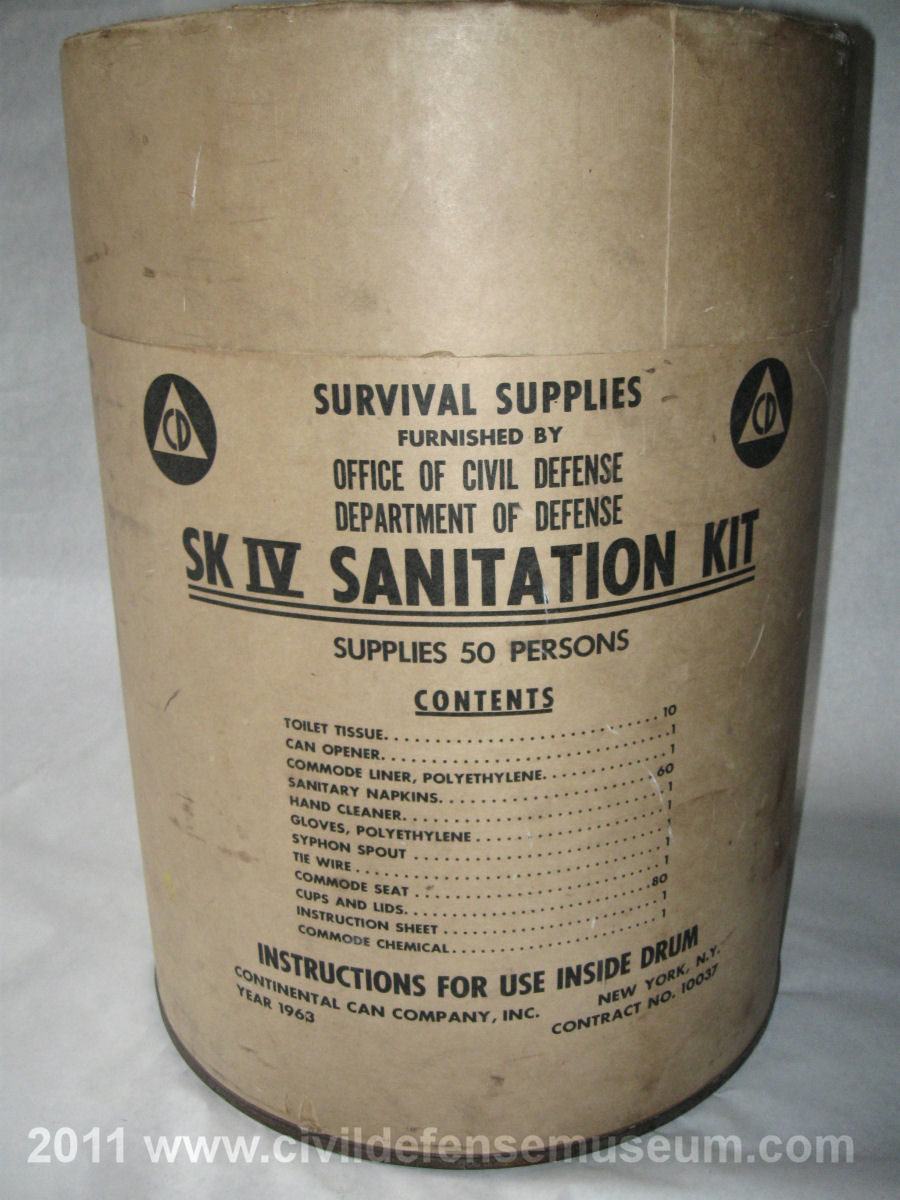 CD
CD
SURVIVAL SUPPLIES
FURNISHED BY
OFFICE OF CIVIL DEFENSE
DEPARTMENT OF DEFENSE
SK IV SANITATION KIT
SUPPLIES 50 PERSONS
CONTENTS
TOILET TISSUE. . . . . . . . . . . . . . . . . . . . . . . . . . . . 10
CAN OPENER. . . . . . . . . . . . . . . . . . . . . . . . . . . . . 1
COMMODE LINER, POLYETHYLENE. . . . . . . . . . . . 1
SANITARY NAPKINS. . . . . . . . . . . . . . . . . . . . . . . 60
HAND CLEANER. . . . . . . . . . . . . . . . . . . . . . . . . . 1
GLOVES, POLYETHYLENE . . . . . . . . . . . . . . . . . . . 1
SYPHON SPOUT . . . . . . . . . . . . . . . . . . . . . . . . . . 1
TIE WIRE . . . . . . . . . . . . . . . . . . . . . . . . . . . . . . . 1
COMMODE SEAT . . . . . . . . . . . . . . . . . . . . . . . . . 1
CUPS AND LIDS. . . . . . . . . . . . . . . . . . . . . . . . . . 80
INSTRUCTION SHEET . . . . . . . . . . . . . . . . . . . . . . 1
COMMODE CHEMICAL. . . . . . . . . . . . . . . . . . . . . 1
INSTRUCTIONS FOR USE INSIDE DRUM
CONTINENTAL CAN COMPANY, INC. NEW YORK, N.Y.
YEAR 1963 CONTRACT NO. 10037
2011 www.civildefensemuseum.com